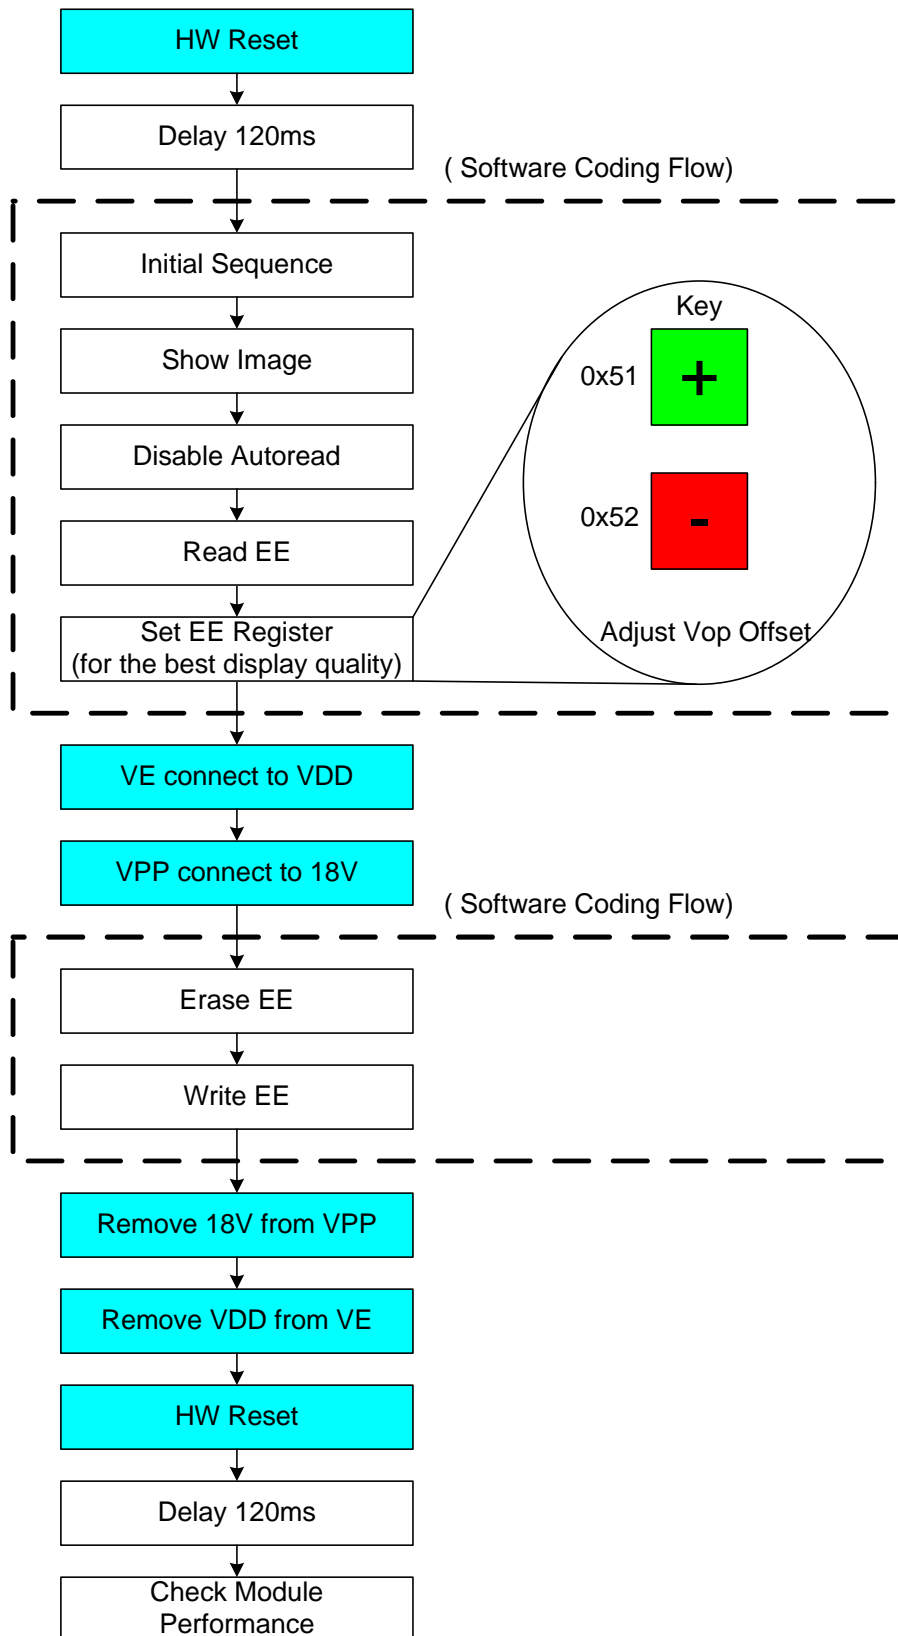 HW Reset
Delay 120ms
( Software Coding Flow)
Initial Sequence
Show Image
Disable Autoread
Read EE
Set EE Register
(for the best display quality)
Key
0x51
+
0x52
-
Adjust Vop Offset
VE connect to VDD
VPP connect to 18V
( Software Coding Flow)
Erase EE
Write EE
Remove 18V from VPP
Remove VDD from VE
HW Reset
Delay 120ms
Check Module
Performance